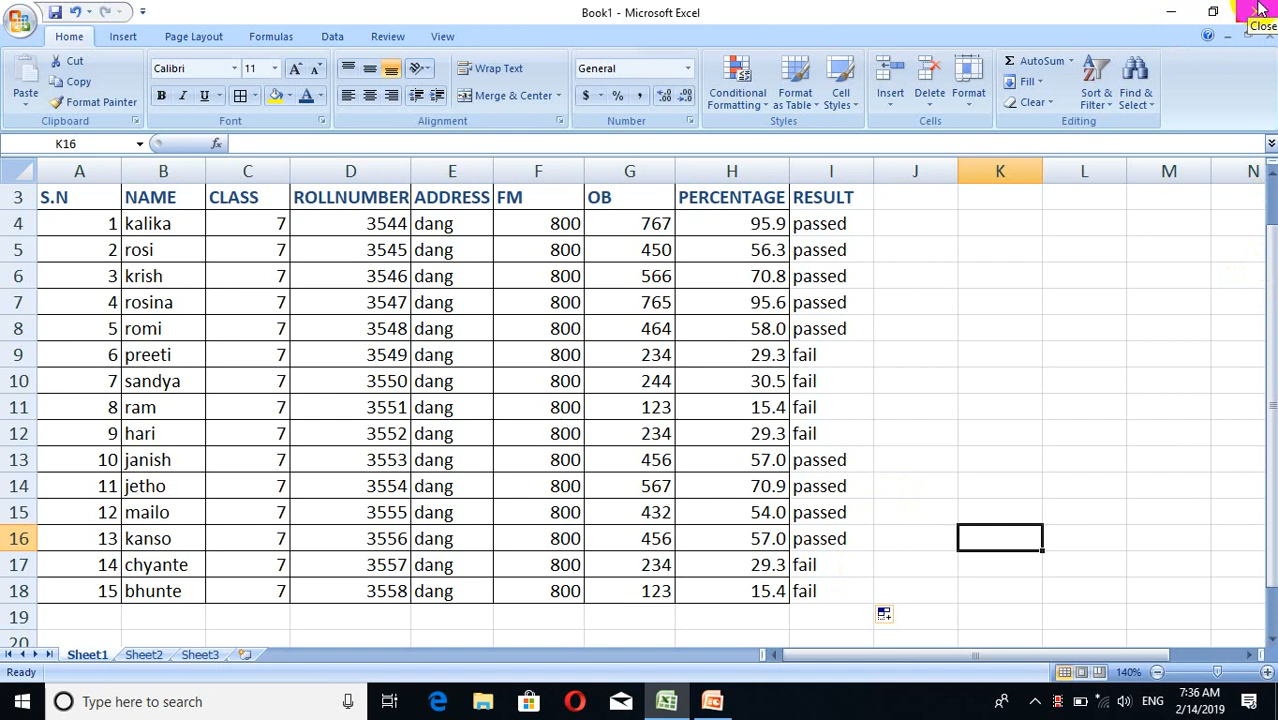 Book1 - Microsoft Excel
Close
Home Insert Page Layout Formulas Data Review View
Paste
Cut
Copy
Format Painter
Clipboard
Calibri 11 A A
B I U A
Font
Wrap Text
Merge & Center
Alignment
General
$ % , .0 .00 .00 .0
Number
Conditional Formatting
Format as Table
Cell Styles
Styles
Insert Delete Format
Cells
Σ AutoSum
Fill
Clear
Sort & Filter
Find & Select
Editing
K16 fx
A B C D E F G H I J K L M N
3 S.N NAME CLASS ROLLNUMBER ADDRESS FM OB PERCENTAGE RESULT
4 1 kalika 7 3544 dang 800 767 95.9 passed
5 2 rosi 7 3545 dang 800 450 56.3 passed
6 3 krish 7 3546 dang 800 566 70.8 passed
7 4 rosina 7 3547 dang 800 765 95.6 passed
8 5 romi 7 3548 dang 800 464 58.0 passed
9 6 preeti 7 3549 dang 800 234 29.3 fail
10 7 sandya 7 3550 dang 800 244 30.5 fail
11 8 ram 7 3551 dang 800 123 15.4 fail
12 9 hari 7 3552 dang 800 234 29.3 fail
13 10 janish 7 3553 dang 800 456 57.0 passed
14 11 jetho 7 3554 dang 800 567 70.9 passed
15 12 mailo 7 3555 dang 800 432 54.0 passed
16 13 kanso 7 3556 dang 800 456 57.0 passed
17 14 chyante 7 3557 dang 800 234 29.3 fail
18 15 bhunte 7 3558 dang 800 123 15.4 fail
19
20
Sheet1 Sheet2 Sheet3
Ready 140%
Type here to search ENG 7:36 AM
2/14/2019